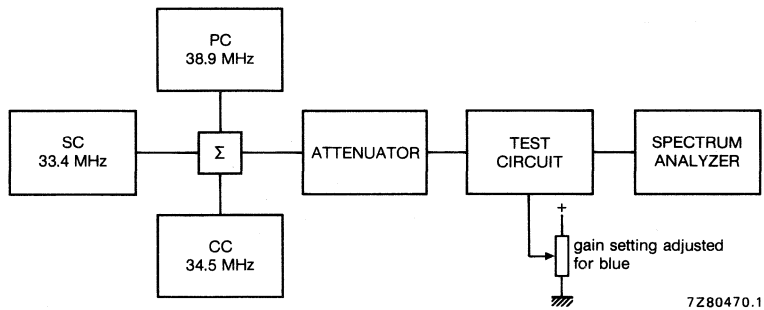 PC
38.9 MHz
SC
33.4 MHz
Σ
ATTENUATOR
TEST
CIRCUIT
SPECTRUM
ANALYZER
CC
34.5 MHz
+
gain setting adjusted
for blue
7Z80470.1